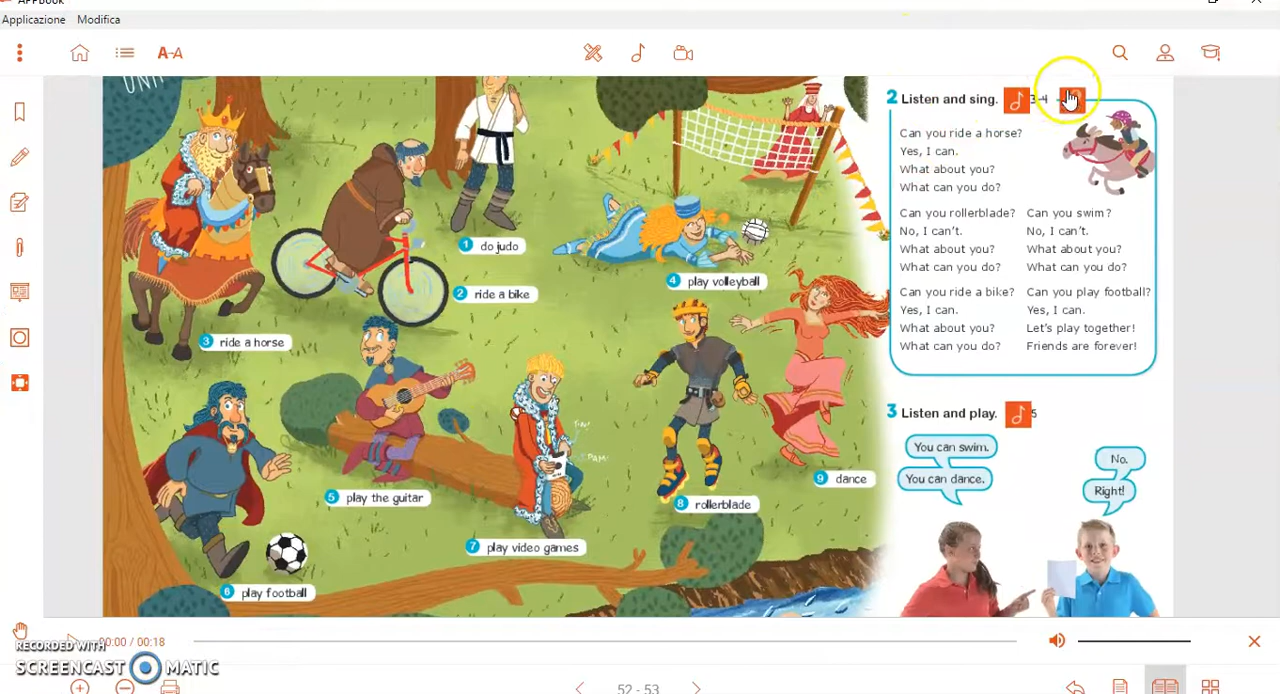 APPBOOK
Applicazione Modifica
A-A
UNIT
1 do judo
2 ride a bike
3 ride a horse
4 play volleyball
5 play the guitar
6 play football
7 play video games
8 rollerblade
9 dance
2 Listen and sing. 3-4
Can you ride a horse?
Yes, I can.
What about you?
What can you do?
Can you rollerblade?
No, I can't.
What about you?
What can you do?
Can you ride a bike?
Yes, I can.
What about you?
What can you do?
Can you swim?
No, I can't.
What about you?
What can you do?
Can you play football?
Yes, I can.
Let's play together!
Friends are forever!
3 Listen and play. 5
You can swim.
You can dance.
No.
Right!
00:00 / 00:18
RECORDED WITH
SCREENCAST MATIC
52 - 53